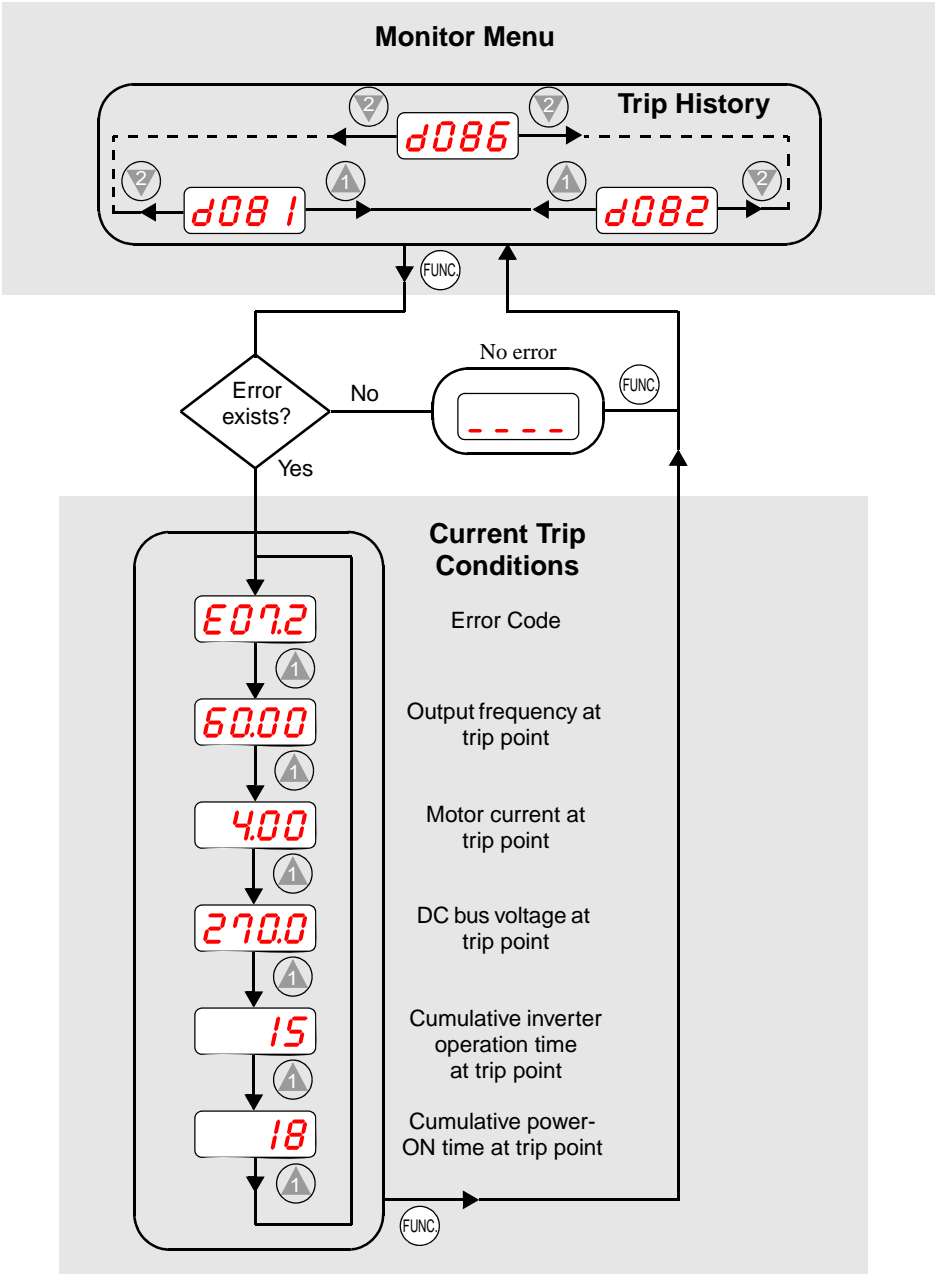 Monitor Menu
Trip History
2
2
d086
2
1
1
2
d081
d082
FUNC.
No error
Error
exists?
No
FUNC.
_ _ _ _
Yes
Current Trip
Conditions
E07.2
Error Code
1
60.00
Output frequency at
trip point
1
4.00
Motor current at
trip point
1
270.0
DC bus voltage at
trip point
1
15
Cumulative inverter
operation time
at trip point
1
18
Cumulative power-
ON time at trip point
1
FUNC.